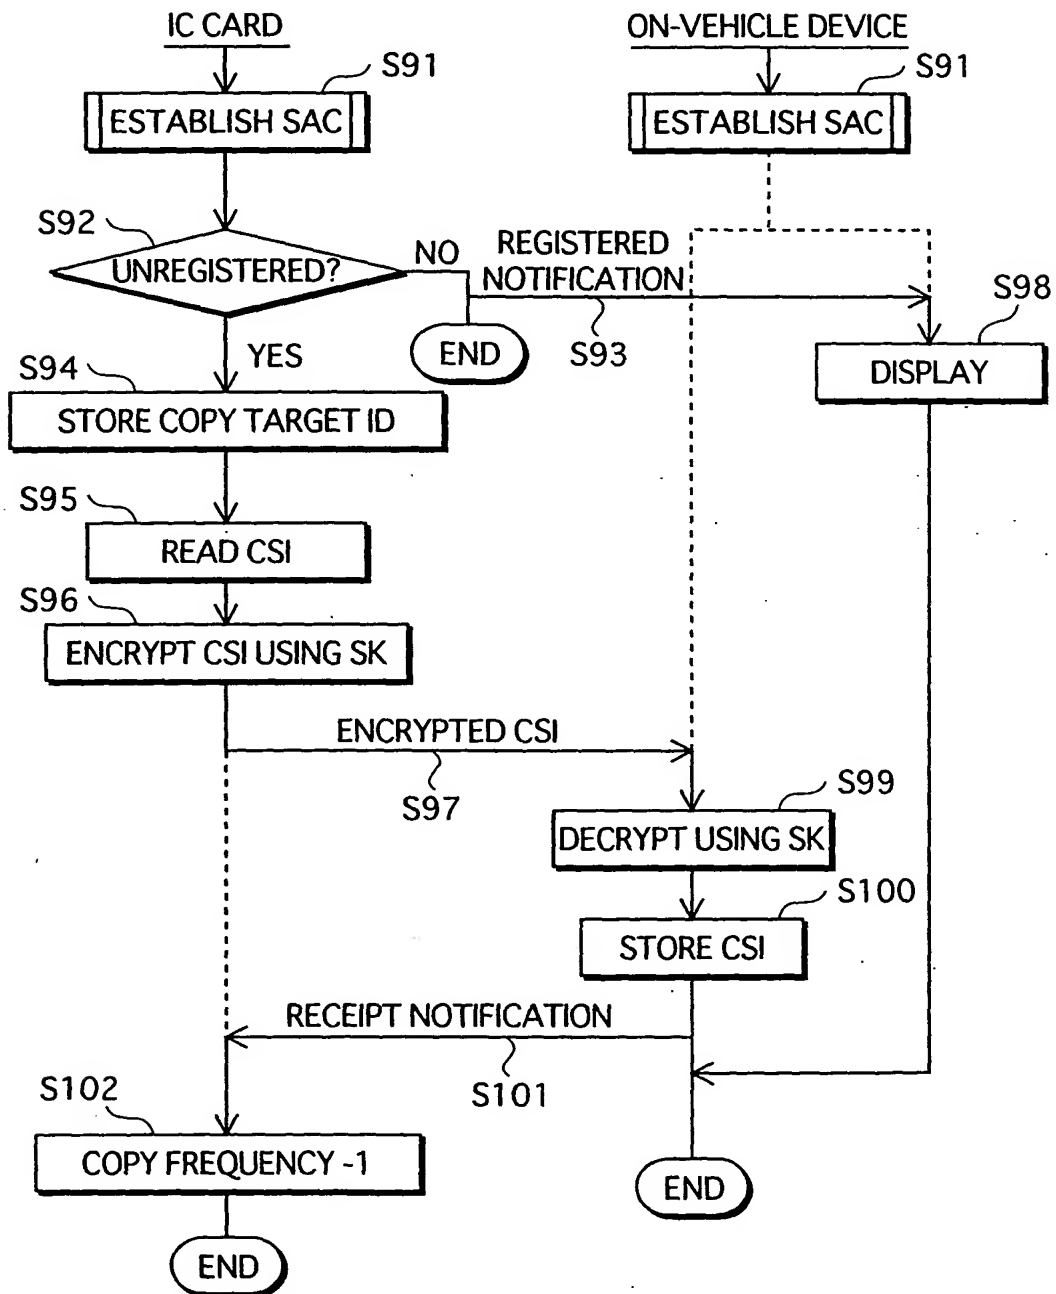 IC CARD
ON-VEHICLE DEVICE
S91
S91
ESTABLISH SAC
ESTABLISH SAC
S92
UNREGISTERED?
NO
REGISTERED
NOTIFICATION
S93
END
S98
DISPLAY
YES
S94
STORE COPY TARGET ID
S95
READ CSI
S96
ENCRYPT CSI USING SK
ENCRYPTED CSI
S97
S99
DECRYPT USING SK
S100
STORE CSI
RECEIPT NOTIFICATION
S101
S102
COPY FREQUENCY -1
END
END